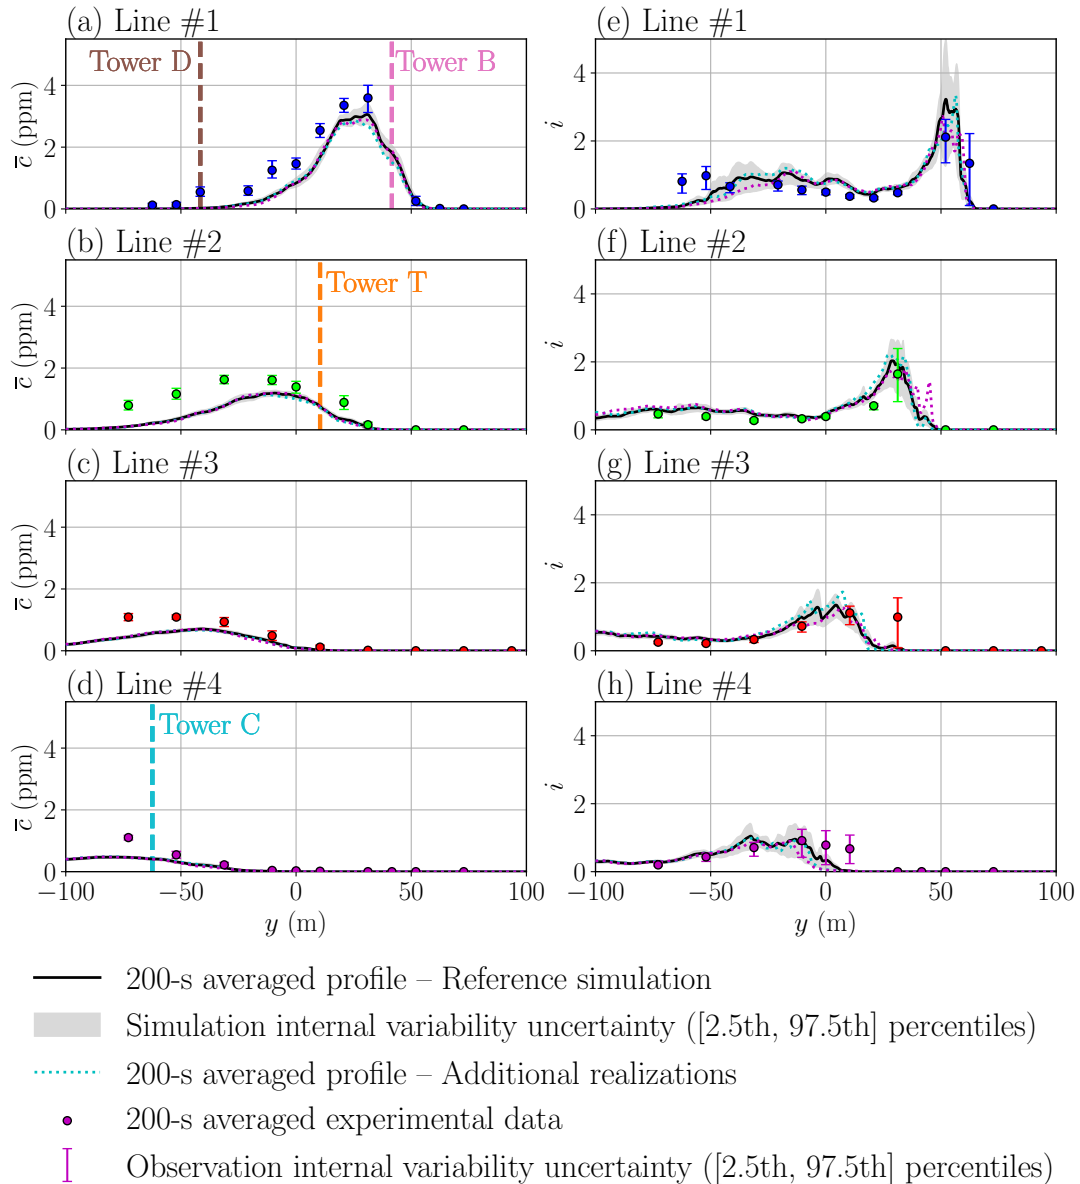 (a) Line #1
Tower D
Tower B
c̅ (ppm)
4
2
0
(e) Line #1
i
4
2
0
(b) Line #2
Tower T
c̅ (ppm)
4
2
0
(f) Line #2
i
4
2
0
(c) Line #3
c̅ (ppm)
4
2
0
(g) Line #3
i
4
2
0
(d) Line #4
Tower C
c̅ (ppm)
4
2
0
−100 −50 0 50 100
y (m)
(h) Line #4
i
4
2
0
−100 −50 0 50 100
y (m)
200-s averaged profile – Reference simulation
Simulation internal variability uncertainty ([2.5th, 97.5th] percentiles)
200-s averaged profile – Additional realizations
200-s averaged experimental data
Observation internal variability uncertainty ([2.5th, 97.5th] percentiles)